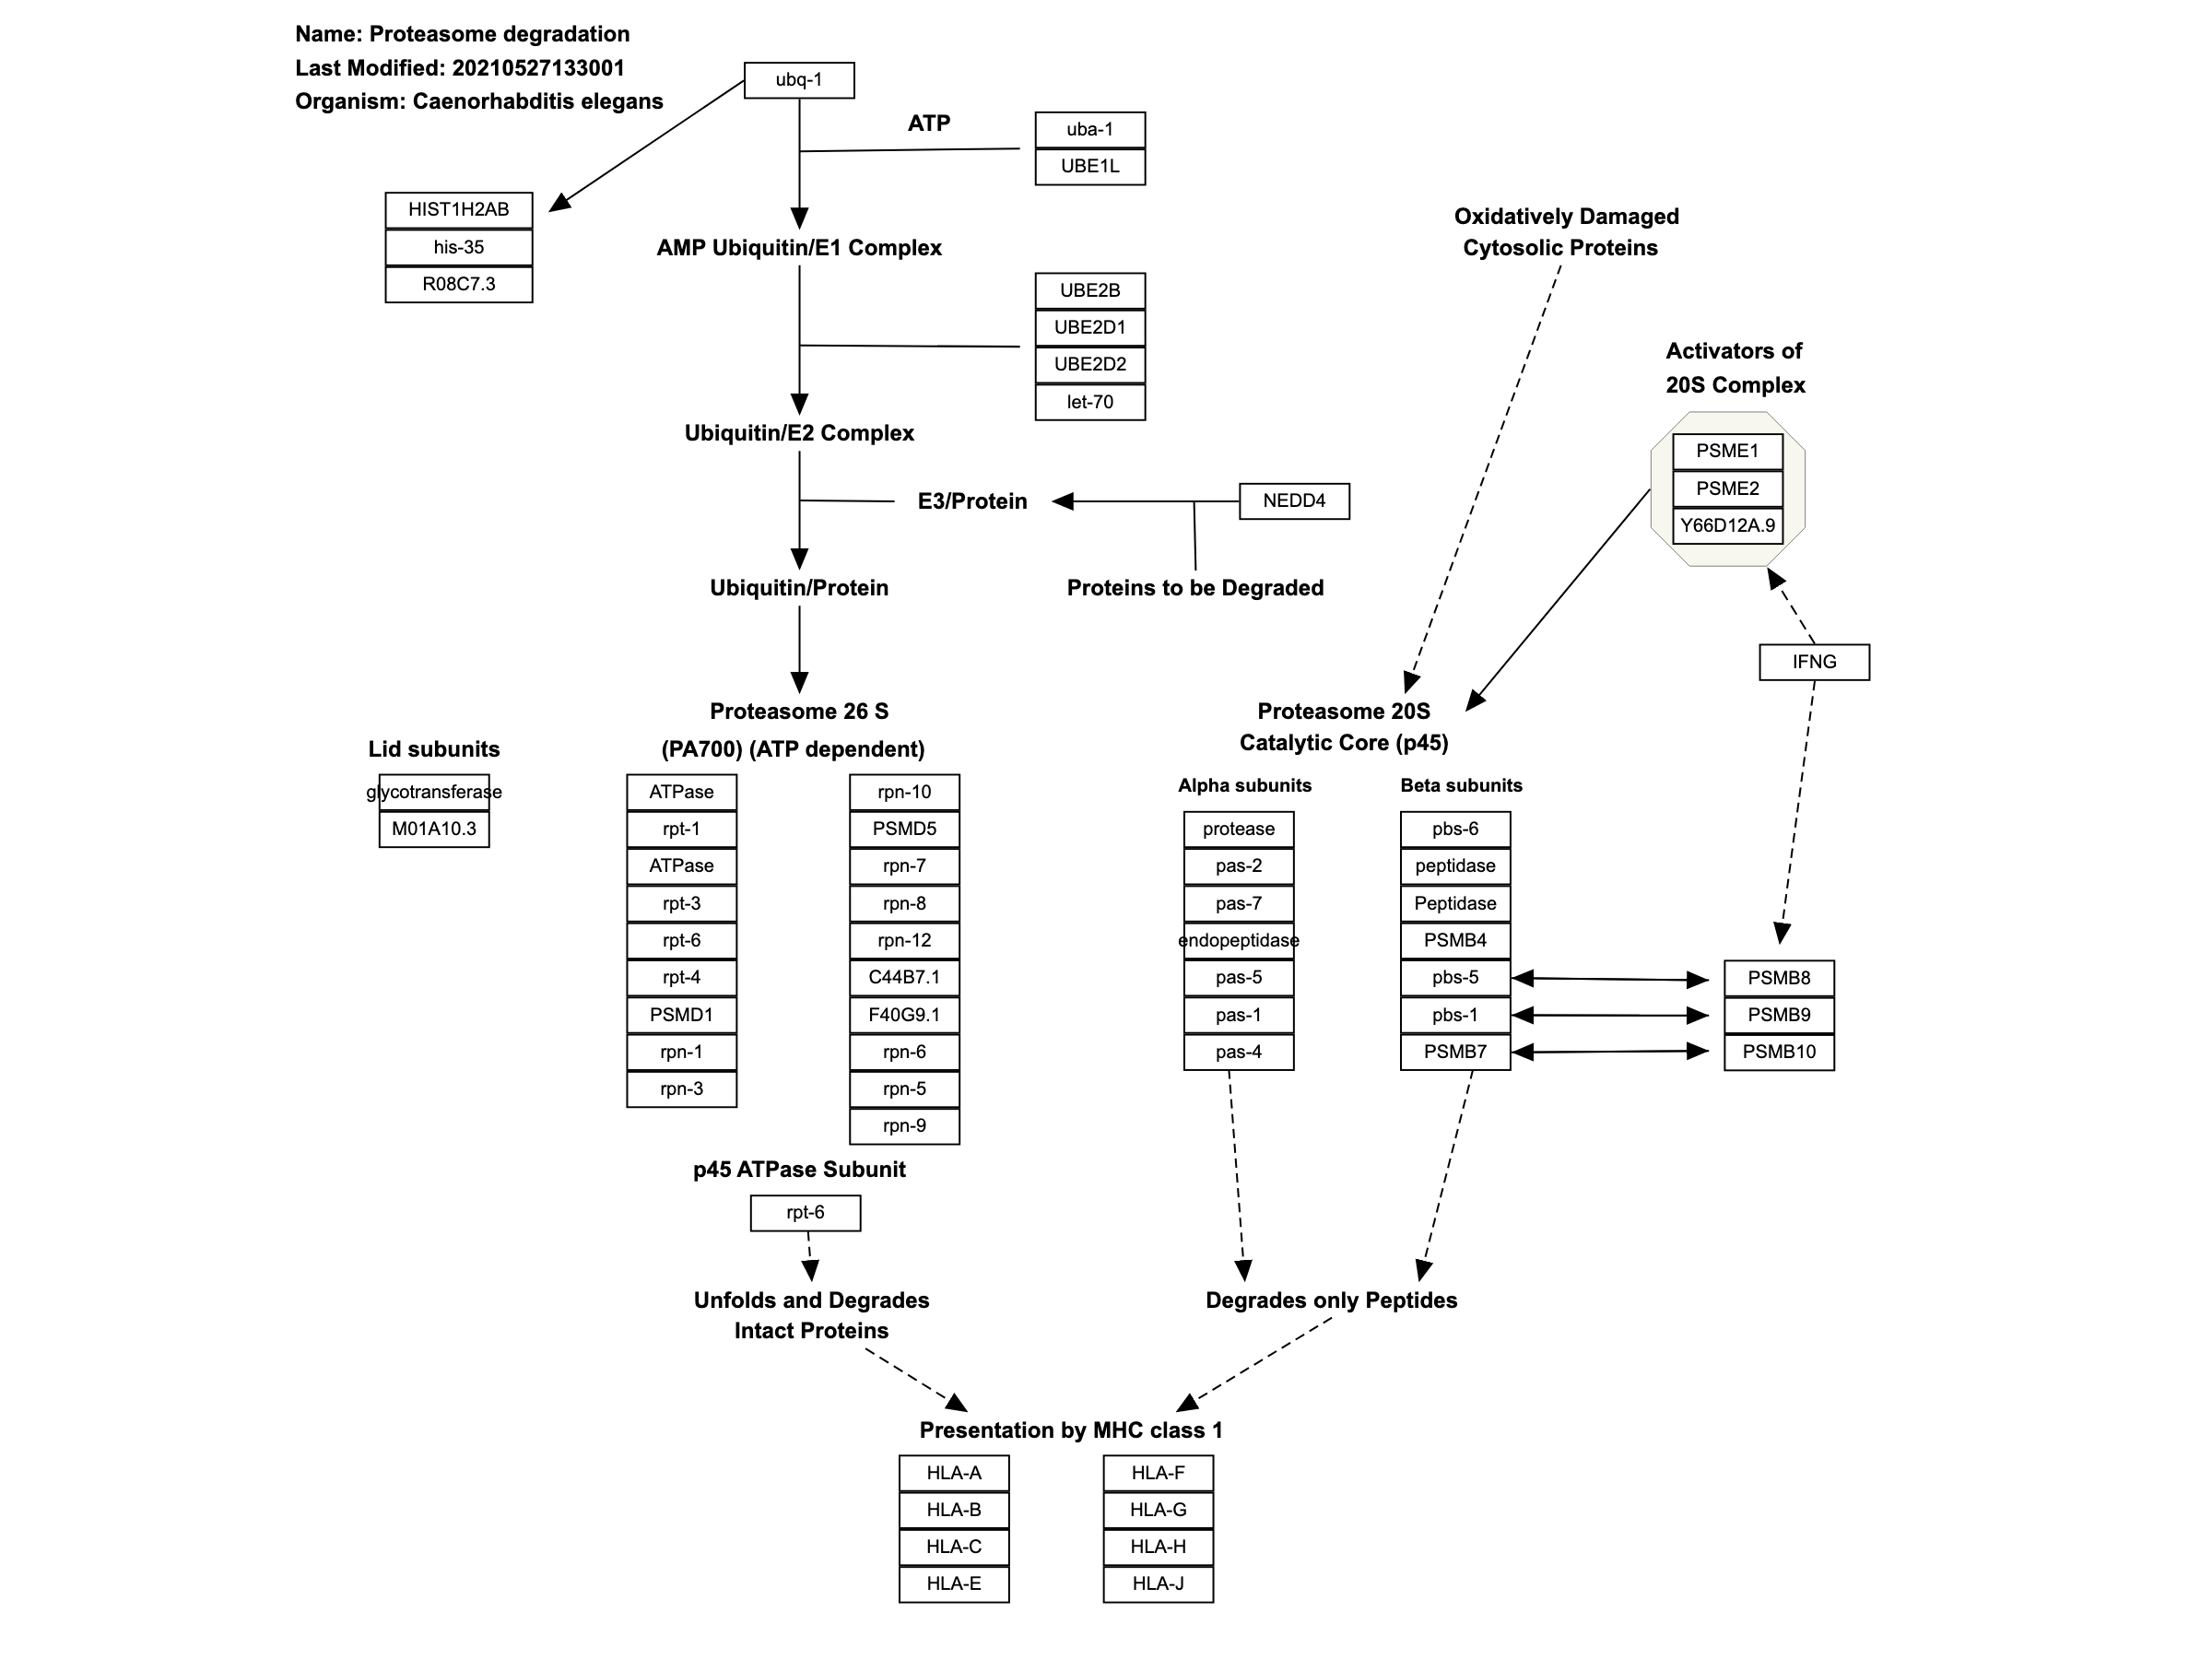 Name: Proteasome degradation
Last Modified: 20210527133001
Organism: Caenorhabditis elegans
ubq-1
ATP
uba-1
UBE1L
HIST1H2AB
his-35
R08C7.3
AMP Ubiquitin/E1 Complex
UBE2B
UBE2D1
UBE2D2
let-70
Ubiquitin/E2 Complex
E3/Protein
NEDD4
Ubiquitin/Protein
Proteins to be Degraded
Oxidatively Damaged
Cytosolic Proteins
Activators of
20S Complex
PSME1
PSME2
Y66D12A.9
IFNG
Lid subunits
glycotransferase
M01A10.3
Proteasome 26 S
(PA700) (ATP dependent)
ATPase
rpt-1
ATPase
rpt-3
rpt-6
rpt-4
PSMD1
rpn-1
rpn-3
rpn-10
PSMD5
rpn-7
rpn-8
rpn-12
C44B7.1
F40G9.1
rpn-6
rpn-5
rpn-9
p45 ATPase Subunit
rpt-6
Unfolds and Degrades
Intact Proteins
Proteasome 20S
Catalytic Core (p45)
Alpha subunits
protease
pas-2
pas-7
endopeptidase
pas-5
pas-1
pas-4
Beta subunits
pbs-6
peptidase
Peptidase
PSMB4
pbs-5
pbs-1
PSMB7
PSMB8
PSMB9
PSMB10
Degrades only Peptides
Presentation by MHC class 1
HLA-A
HLA-B
HLA-C
HLA-E
HLA-F
HLA-G
HLA-H
HLA-J